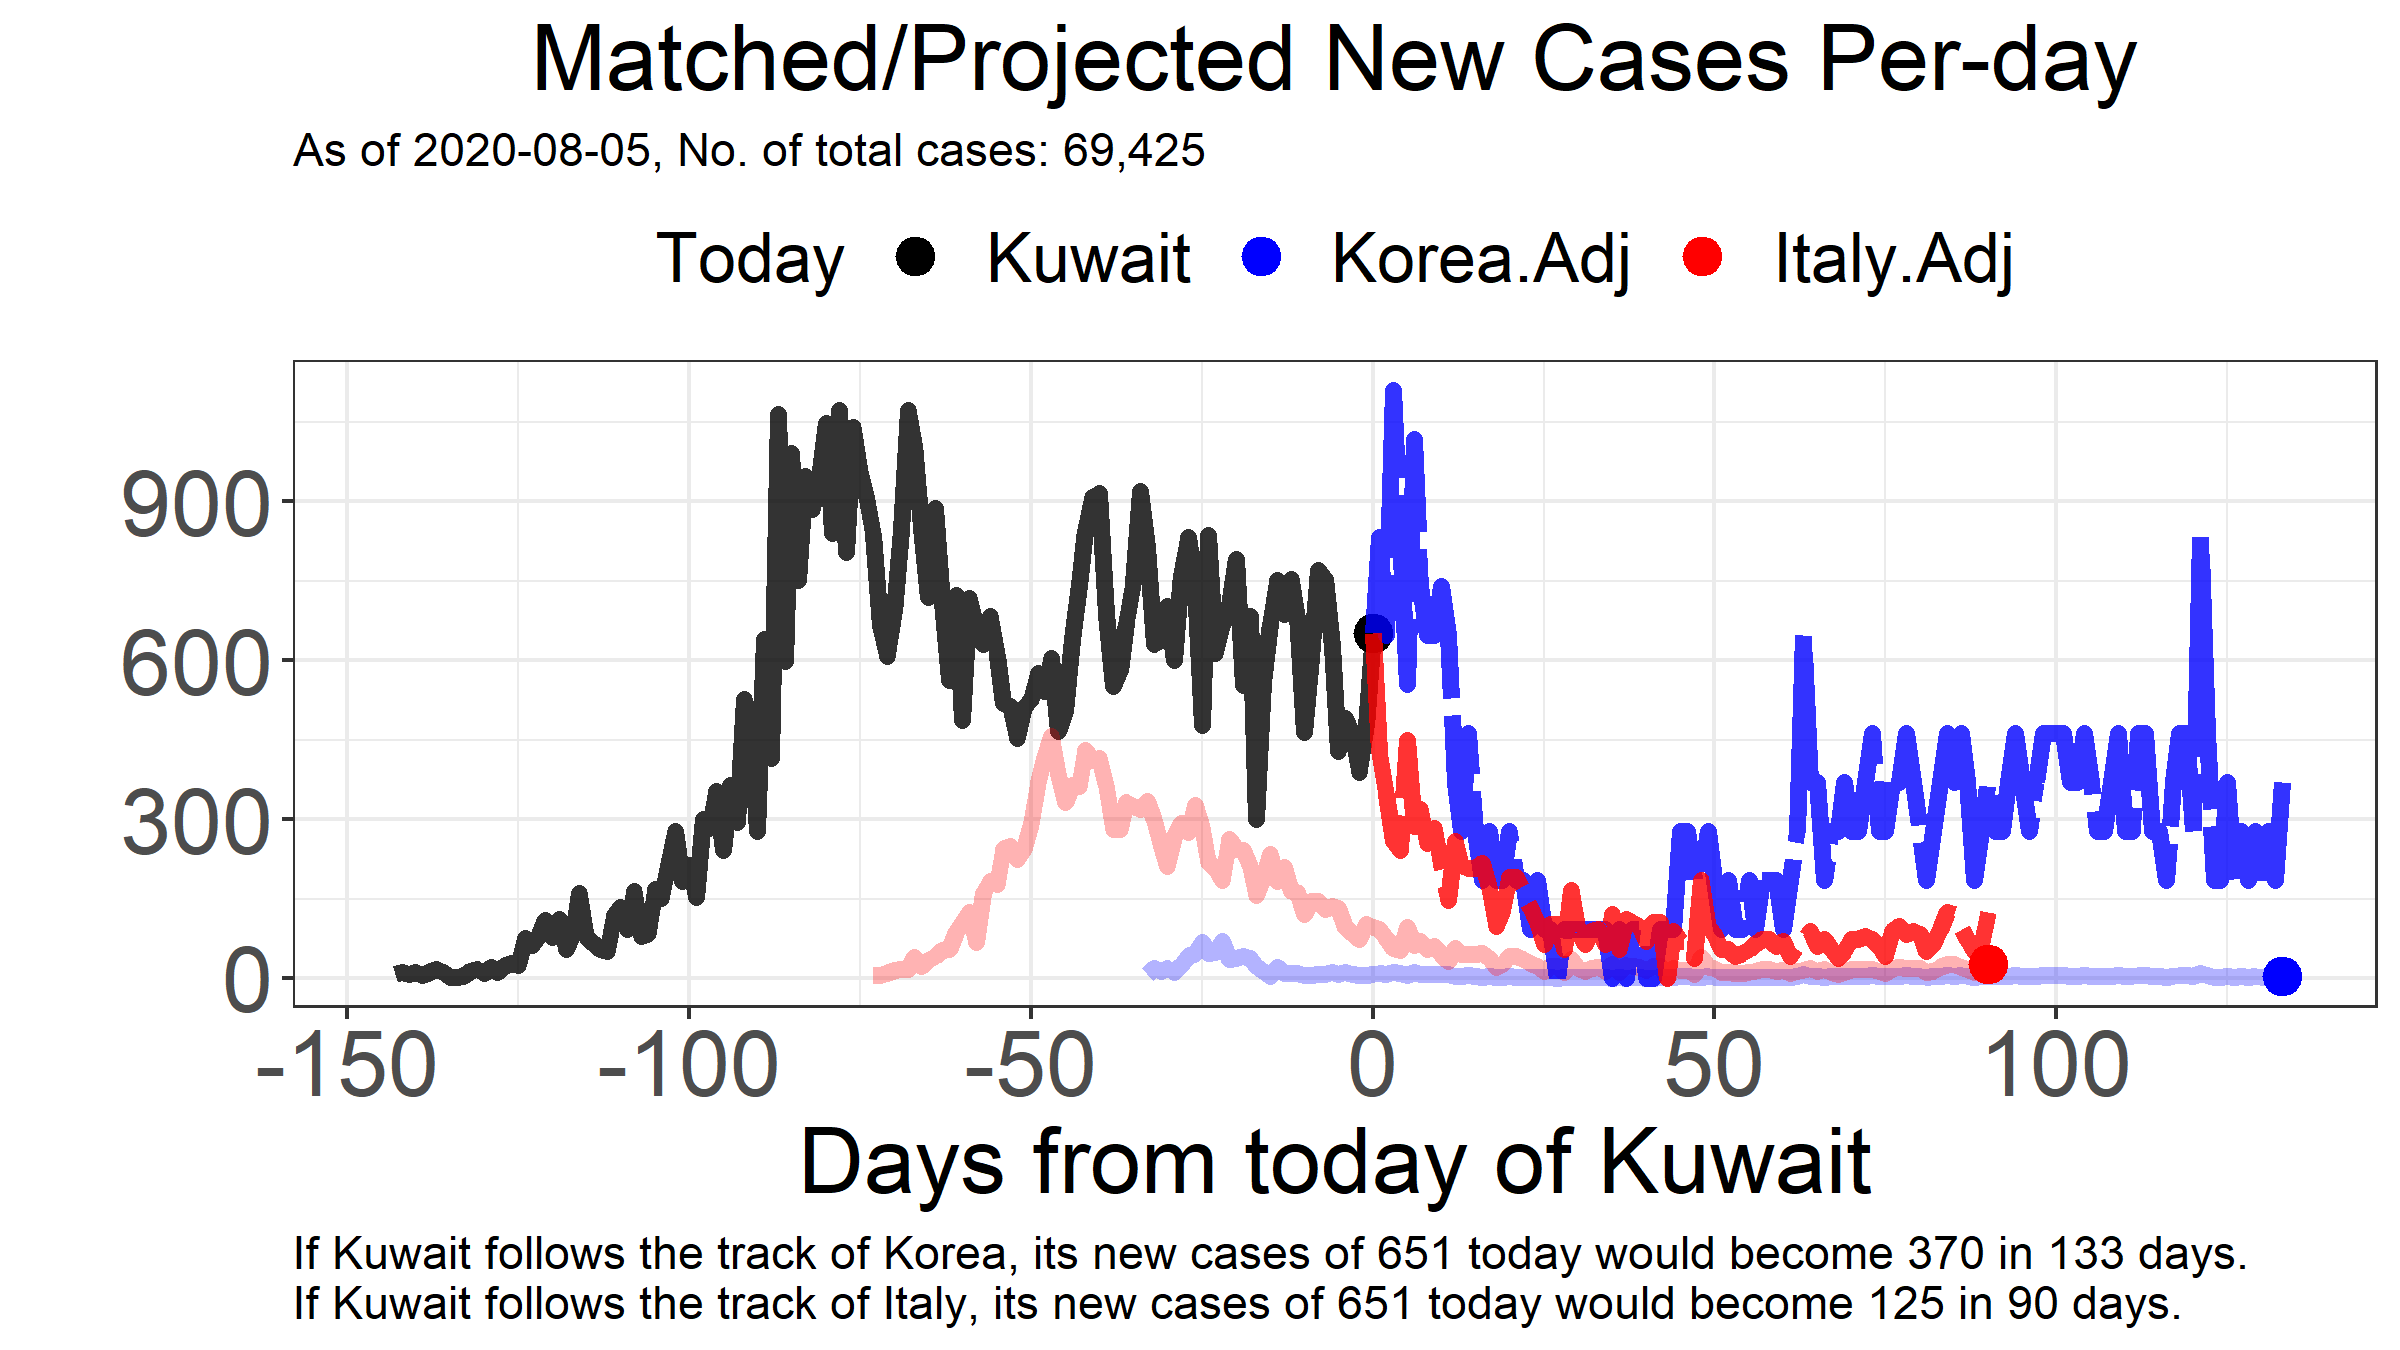 Matched/Projected New Cases Per-day
As of 2020-08-05, No. of total cases: 69,425
Today Kuwait Korea.Adj Italy.Adj
900
600
300
0
-150 -100 -50 0 50 100
Days from today of Kuwait
If Kuwait follows the track of Korea, its new cases of 651 today would become 370 in 133 days.
If Kuwait follows the track of Italy, its new cases of 651 today would become 125 in 90 days.